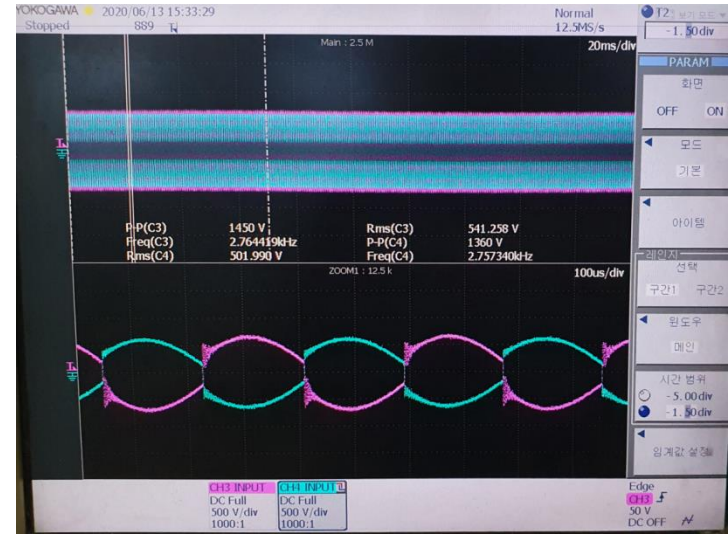 YOKOGAWA 2020/06/13 15:33:29
Normal
Stopped 889
12.5MS/s
Main : 2.5 M
20ms/div
P-P(C3) 1450 V Rms(C3) 541.258 V
Freq(C3) 2.764419kHz P-P(C4) 1360 V
Rms(C4) 501.990 V Freq(C4) 2.757340kHz
ZOOM1 : 12.5 k
100us/div
CH3 INPUT
DC Full
500 V/div
1000:1
CH4 INPUT
DC Full
500 V/div
1000:1
Edge
CH3
50 V
DC OFF
T2
PARAM
화면
OFF ON
모드
기본
아이템
선택
구간1 구간2
윈도우
메인
시간 범위
-5.00div
임계값 설정